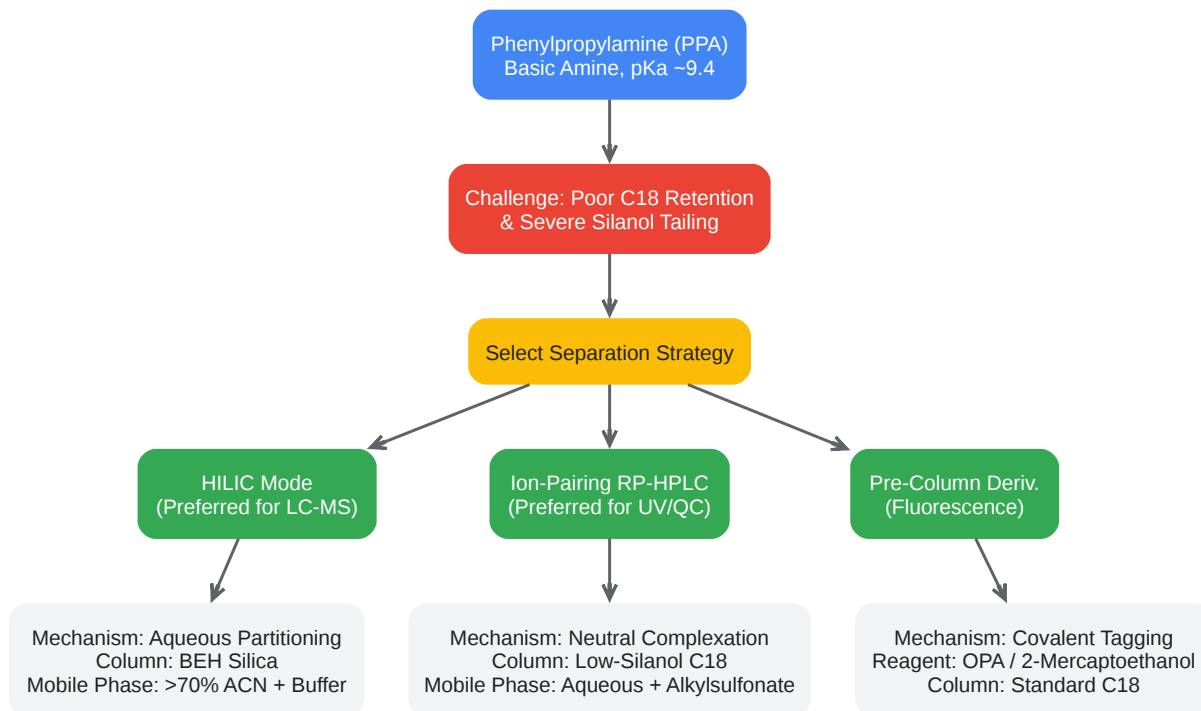 Phenylpropylamine (PPA)
Basic Amine, pKa ~9.4
Challenge: Poor C18 Retention
& Severe Silanol Tailing
Select Separation Strategy
HILIC Mode
(Preferred for LC-MS)
Ion-Pairing RP-HPLC
(Preferred for UV/QC)
Pre-Column Deriv.
(Fluorescence)
Mechanism: Aqueous Partitioning
Column: BEH Silica
Mobile Phase: >70% ACN + Buffer
Mechanism: Neutral Complexation
Column: Low-Silanol C18
Mobile Phase: Aqueous + Alkylsulfonate
Mechanism: Covalent Tagging
Reagent: OPA / 2-Mercaptoethanol
Column: Standard C18